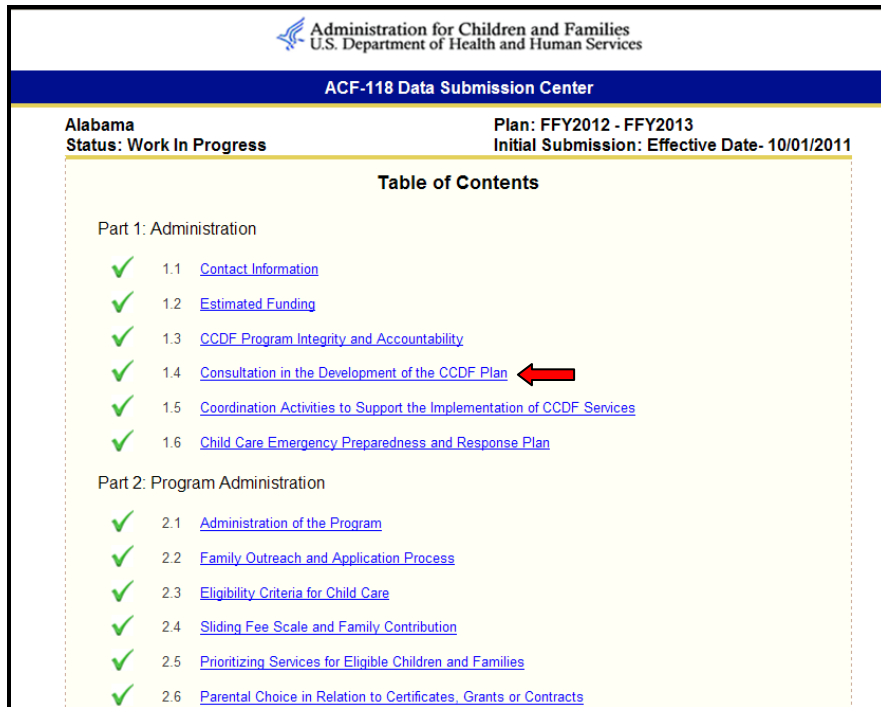 Administration for Children and Families
U.S. Department of Health and Human Services
ACF-118 Data Submission Center
Alabama
Plan: FFY2012 - FFY2013
Status: Work In Progress
Initial Submission: Effective Date- 10/01/2011
Table of Contents
Part 1: Administration
1.1 Contact Information
1.2 Estimated Funding
1.3 CCDF Program Integrity and Accountability
1.4 Consultation in the Development of the CCDF Plan
1.5 Coordination Activities to Support the Implementation of CCDF Services
1.6 Child Care Emergency Preparedness and Response Plan
Part 2: Program Administration
2.1 Administration of the Program
2.2 Family Outreach and Application Process
2.3 Eligibility Criteria for Child Care
2.4 Sliding Fee Scale and Family Contribution
2.5 Prioritizing Services for Eligible Children and Families
2.6 Parental Choice in Relation to Certificates, Grants or Contracts